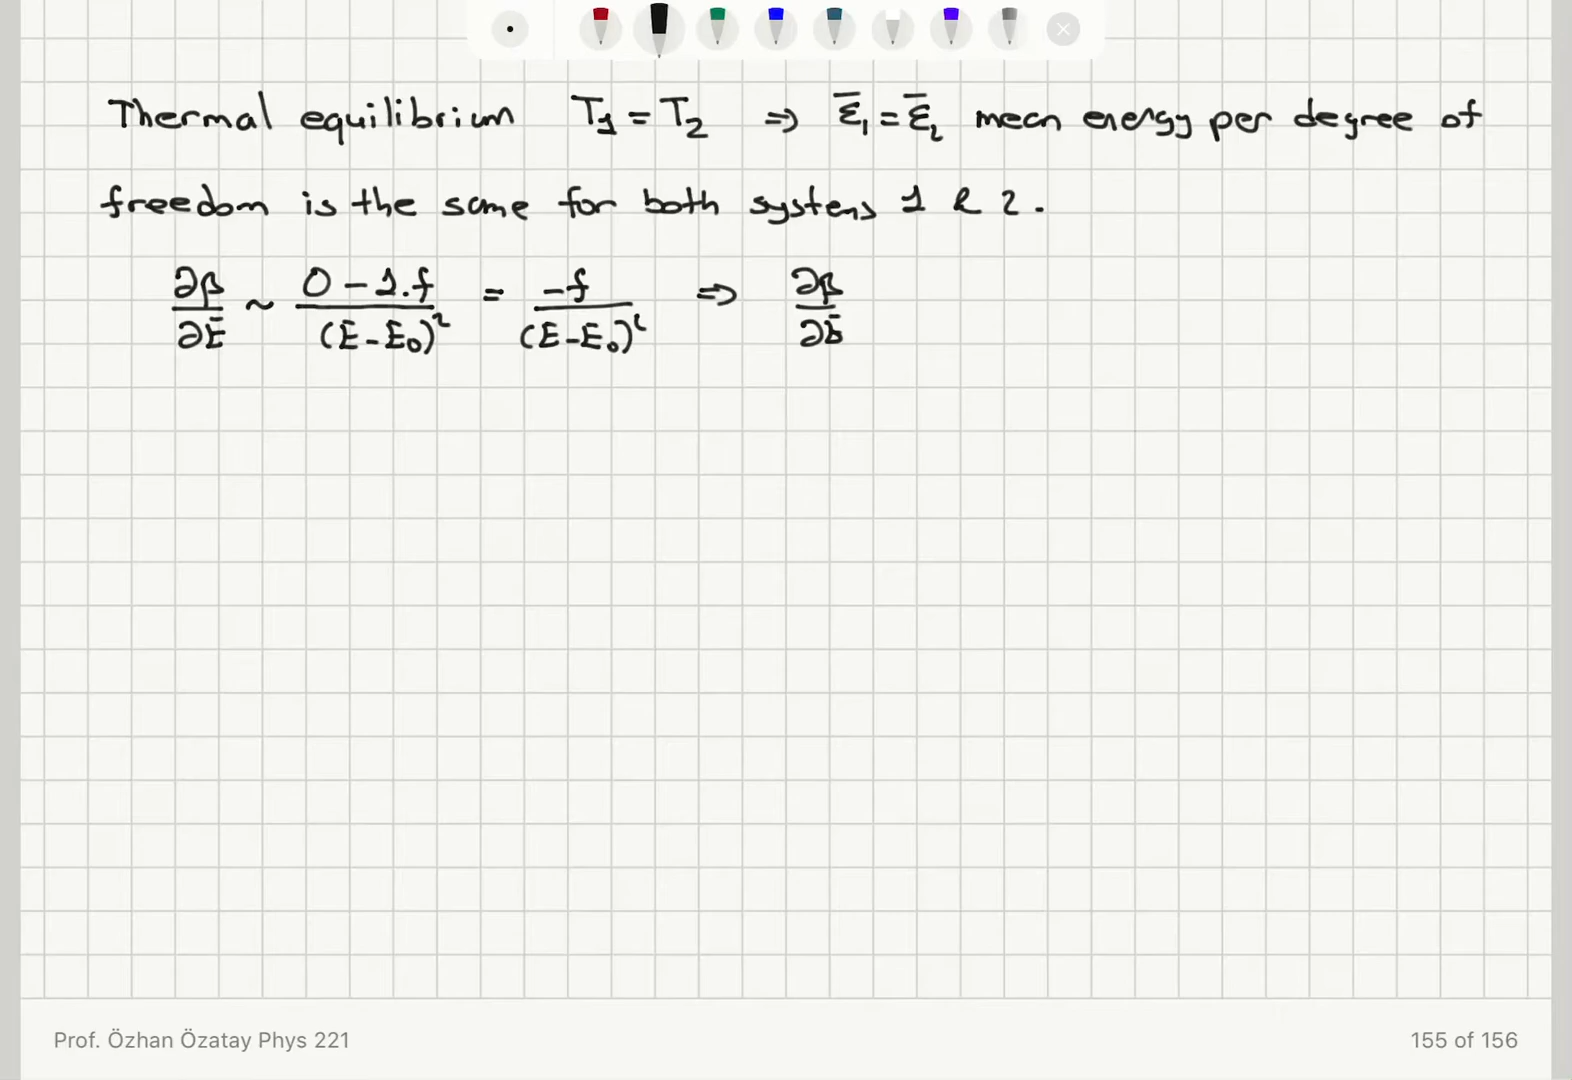 Thermal equilibrium T₁ = T₂ ⇒ ε̅₁ = ε̅₂ mean energy per degree of
freedom is the same for both systems 1 & 2.
∂β/∂E̅ ~ (0 - 1.f)/(E - E₀)² = -f/(E - E₀)² ⇒ ∂β/∂E̅
Prof. Özhan Özatay Phys 221
155 of 156